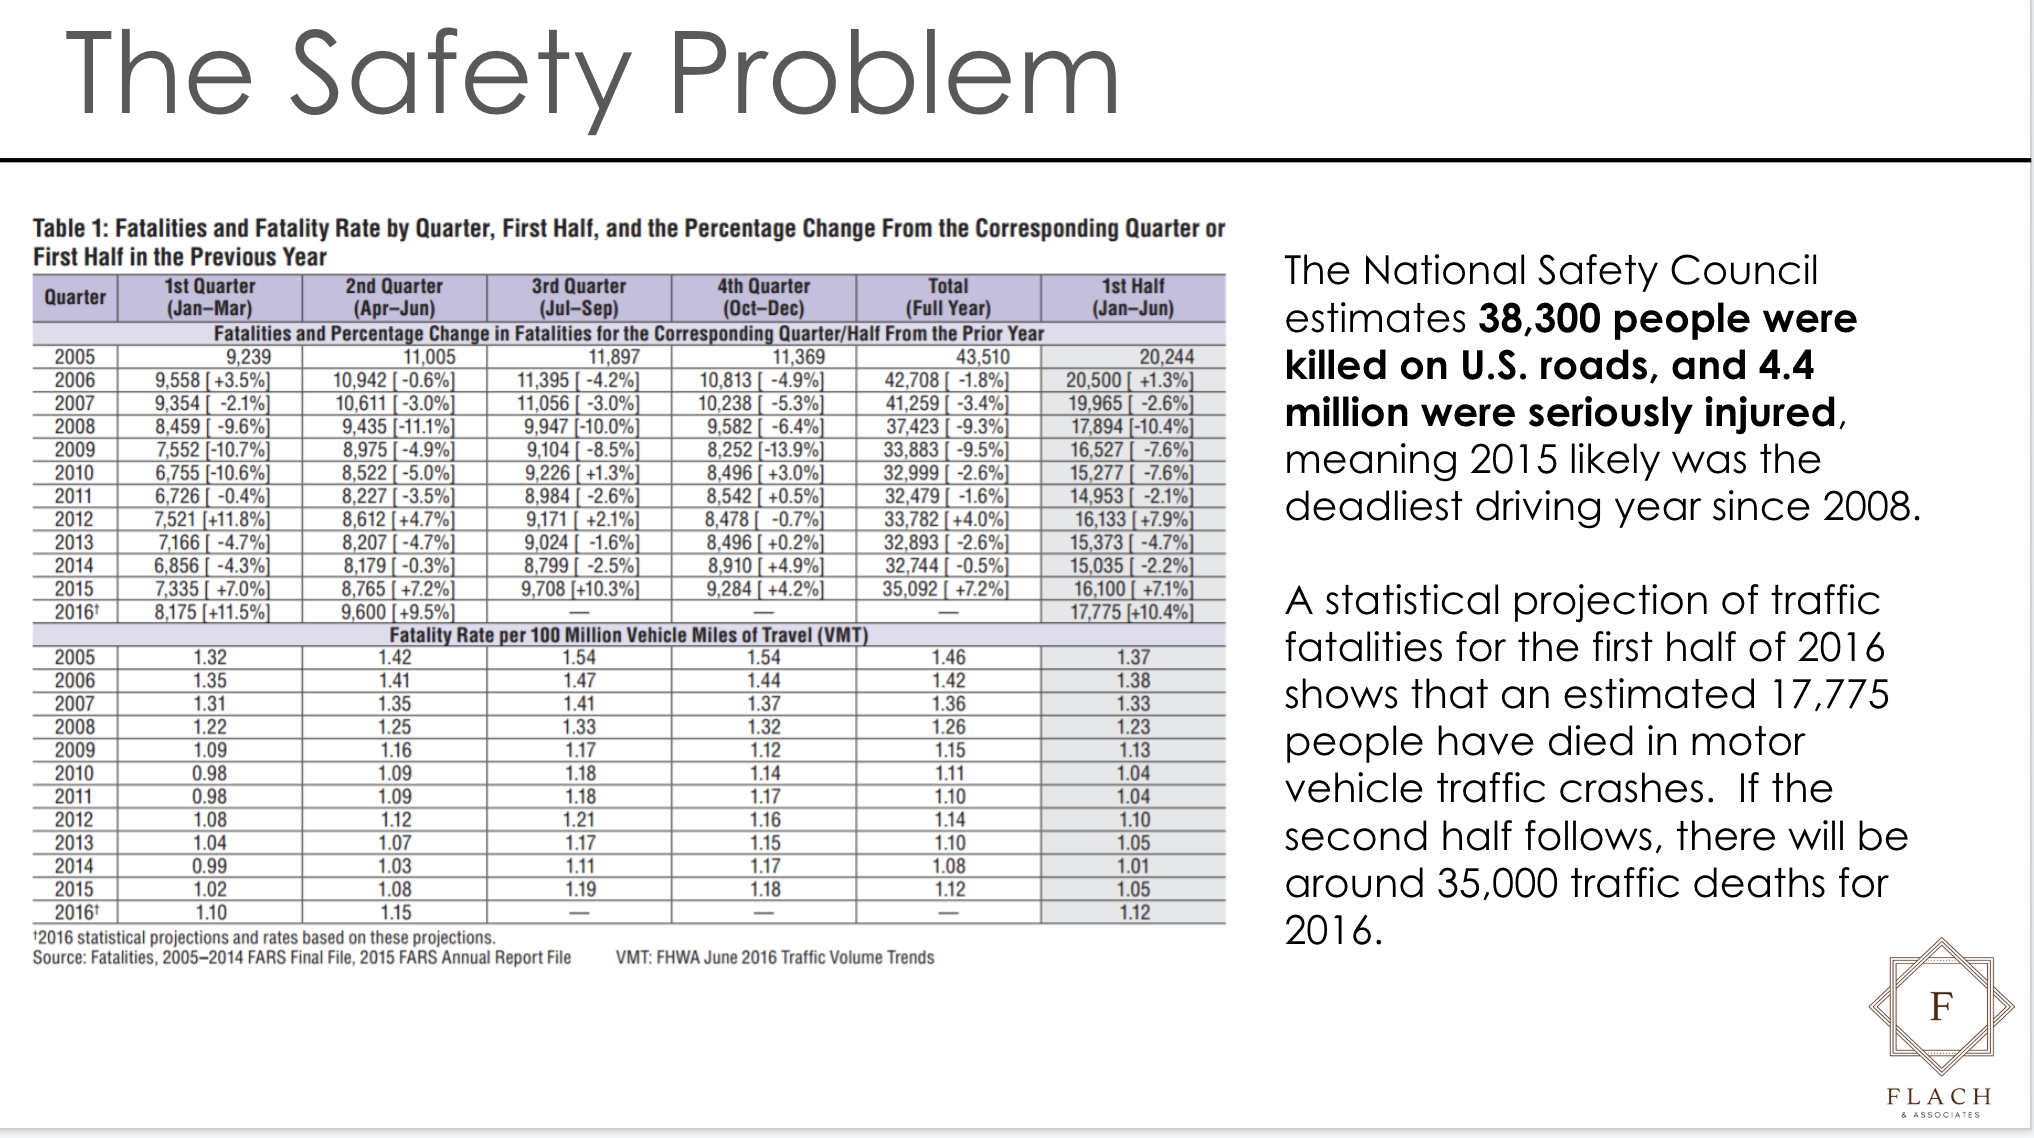 The Safety Problem
Table 1: Fatalities and Fatality Rate by Quarter, First Half, and the Percentage Change From the Corresponding Quarter or
First Half in the Previous Year
Quarter 1st Quarter (Jan–Mar) 2nd Quarter (Apr–Jun) 3rd Quarter (Jul–Sep) 4th Quarter (Oct–Dec) Total (Full Year) 1st Half (Jan–Jun)
Fatalities and Percentage Change in Fatalities for the Corresponding Quarter/Half From the Prior Year
2005 9,239 11,005 11,897 11,369 43,510 20,244
2006 9,558 [ +3.5%] 10,942 [ -0.6%] 11,395 [ -4.2%] 10,813 [ -4.9%] 42,708 [ -1.8%] 20,500 [ +1.3%]
2007 9,354 [ -2.1%] 10,611 [ -3.0%] 11,056 [ -3.0%] 10,238 [ -5.3%] 41,259 [ -3.4%] 19,965 [ -2.6%]
2008 8,459 [ -9.6%] 9,435 [-11.1%] 9,947 [-10.0%] 9,582 [ -6.4%] 37,423 [ -9.3%] 17,894 [-10.4%]
2009 7,552 [-10.7%] 8,975 [ -4.9%] 9,104 [ -8.5%] 8,252 [-13.9%] 33,883 [ -9.5%] 16,527 [ -7.6%]
2010 6,755 [-10.6%] 8,522 [ -5.0%] 9,226 [ +1.3%] 8,496 [ +3.0%] 32,999 [ -2.6%] 15,277 [ -7.6%]
2011 6,726 [ -0.4%] 8,227 [ -3.5%] 8,984 [ -2.6%] 8,542 [ +0.5%] 32,479 [ -1.6%] 14,953 [ -2.1%]
2012 7,521 [+11.8%] 8,612 [ +4.7%] 9,171 [ +2.1%] 8,478 [ -0.7%] 33,782 [ +4.0%] 16,133 [ +7.9%]
2013 7,166 [ -4.7%] 8,207 [ -4.7%] 9,024 [ -1.6%] 8,496 [ +0.2%] 32,893 [ -2.6%] 15,373 [ -4.7%]
2014 6,856 [ -4.3%] 8,179 [ -0.3%] 8,799 [ -2.5%] 8,910 [ +4.9%] 32,744 [ -0.5%] 15,035 [ -2.2%]
2015 7,335 [ +7.0%] 8,765 [ +7.2%] 9,708 [+10.3%] 9,284 [ +4.2%] 35,092 [ +7.2%] 16,100 [ +7.1%]
2016† 8,175 [+11.5%] 9,600 [ +9.5%] — — — 17,775 [+10.4%]
Fatality Rate per 100 Million Vehicle Miles of Travel (VMT)
2005 1.32 1.42 1.54 1.54 1.46 1.37
2006 1.35 1.41 1.47 1.44 1.42 1.38
2007 1.31 1.35 1.41 1.37 1.36 1.33
2008 1.22 1.25 1.33 1.32 1.26 1.23
2009 1.09 1.16 1.17 1.12 1.15 1.13
2010 0.98 1.09 1.18 1.14 1.11 1.04
2011 0.98 1.09 1.18 1.17 1.10 1.04
2012 1.08 1.12 1.21 1.16 1.14 1.10
2013 1.04 1.07 1.17 1.15 1.10 1.05
2014 0.99 1.03 1.11 1.17 1.08 1.01
2015 1.02 1.08 1.19 1.18 1.12 1.05
2016† 1.10 1.15 — — — 1.12
†2016 statistical projections and rates based on these projections.
Source: Fatalities, 2005–2014 FARS Final File, 2015 FARS Annual Report File VMT: FHWA June 2016 Traffic Volume Trends
The National Safety Council
estimates 38,300 people were
killed on U.S. roads, and 4.4
million were seriously injured,
meaning 2015 likely was the
deadliest driving year since 2008.
A statistical projection of traffic
fatalities for the first half of 2016
shows that an estimated 17,775
people have died in motor
vehicle traffic crashes.  If the
second half follows, there will be
around 35,000 traffic deaths for
2016.
F
FLACH
& ASSOCIATES